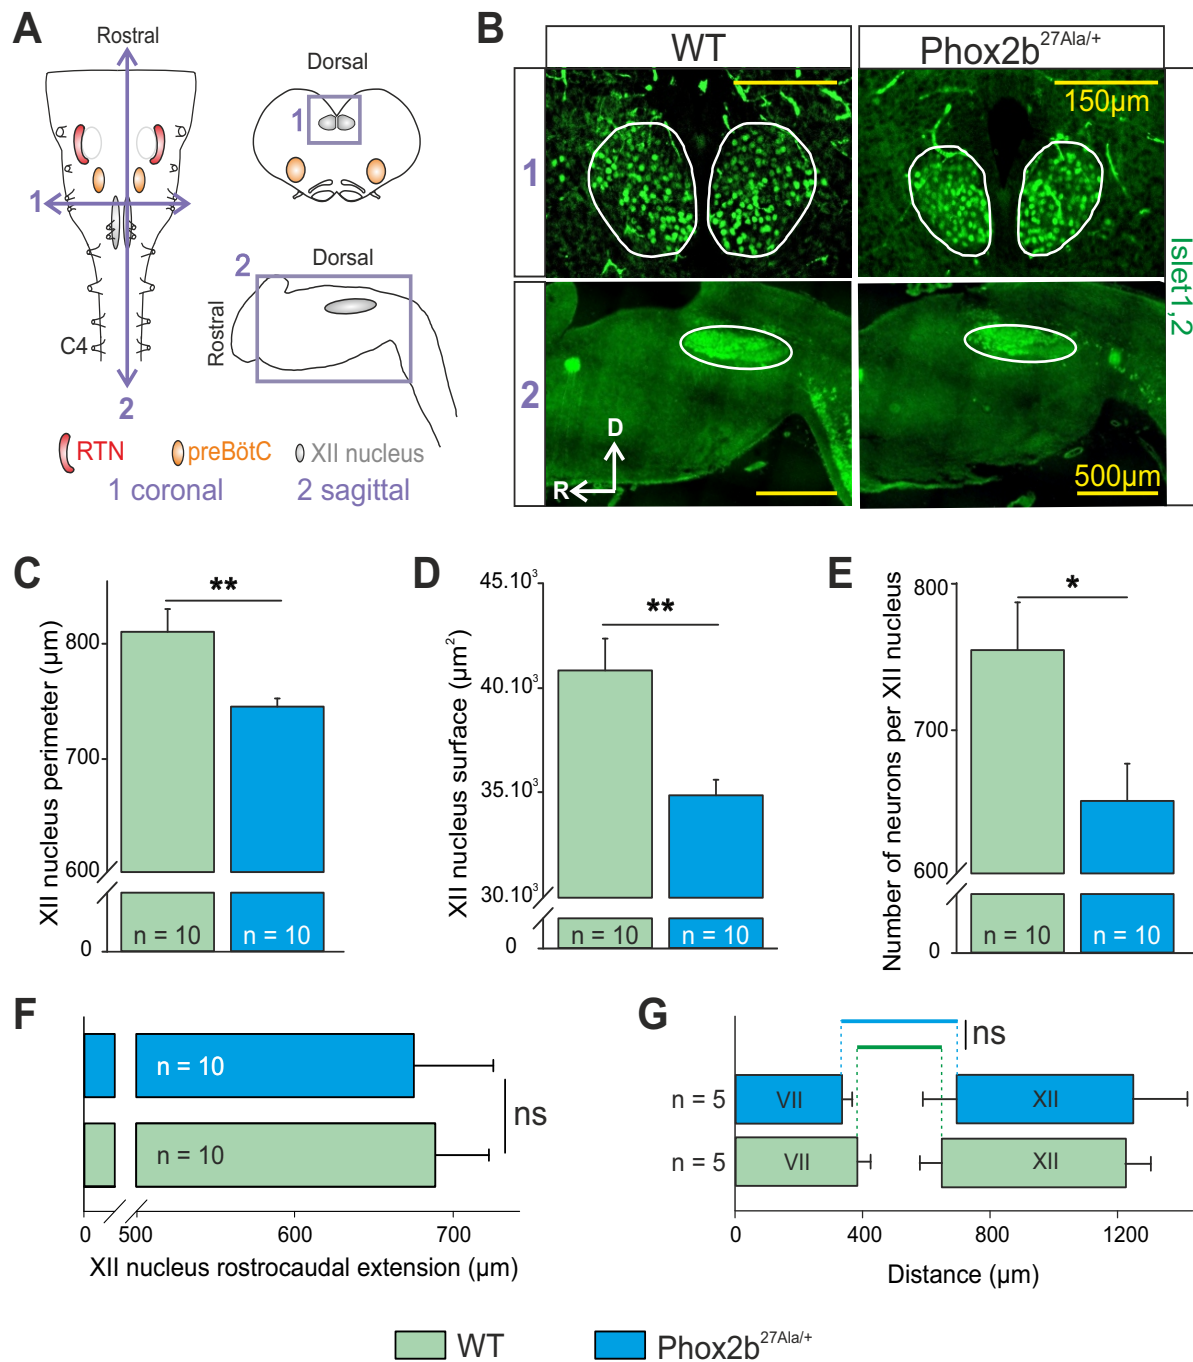 A
Rostral
1
C4
2
Dorsal
1
Dorsal
2
Rostral
RTN
preBötC
XII nucleus
1 coronal
2 sagittal
B
WT
Phox2b27Ala/+
1
150µm
2
D
R
500µm
Islet1,2
C
XII nucleus perimeter (µm)
800
700
600
0
**
n = 10
n = 10
D
XII nucleus surface (µm²)
45.10³
40.10³
35.10³
30.10³
0
**
n = 10
n = 10
E
Number of neurons per XII nucleus
800
700
600
0
*
n = 10
n = 10
F
n = 10
n = 10
ns
0 500 600 700
XII nucleus rostrocaudal extension (µm)
G
ns
n = 5 VII XII
n = 5 VII XII
0 400 800 1200
Distance (µm)
WT
Phox2b27Ala/+